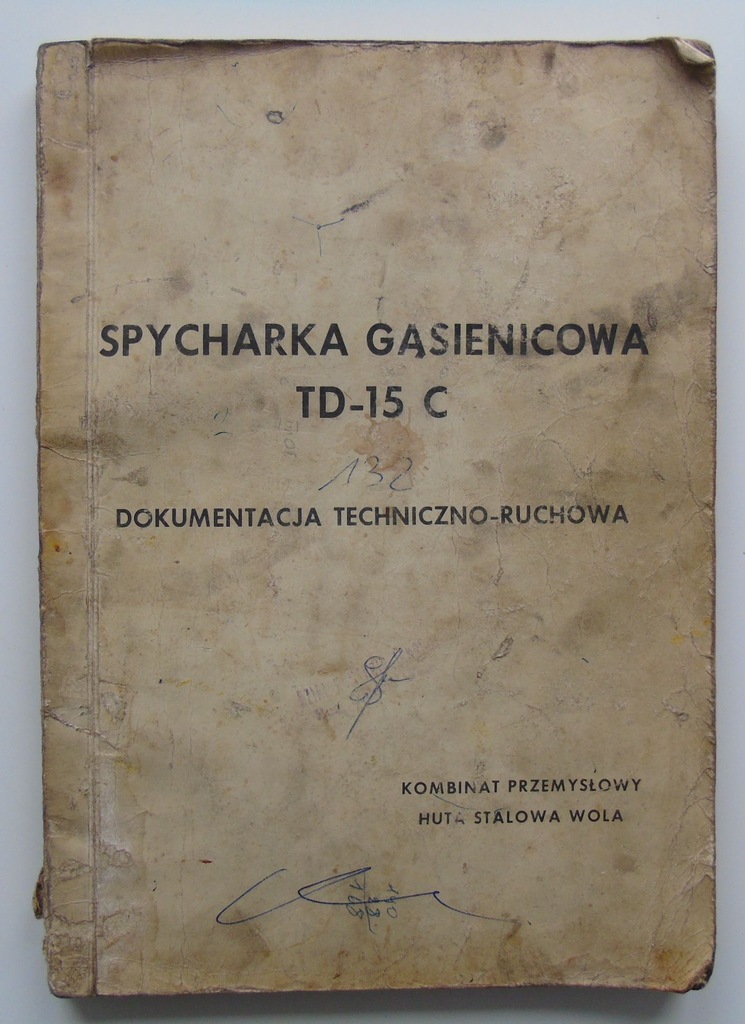 SPYCHARKA GĄSIENICOWA
TD-15 C
132
DOKUMENTACJA TECHNICZNO-RUCHOWA
KOMBINAT PRZEMYSŁOWY
HUTA STALOWA WOLA